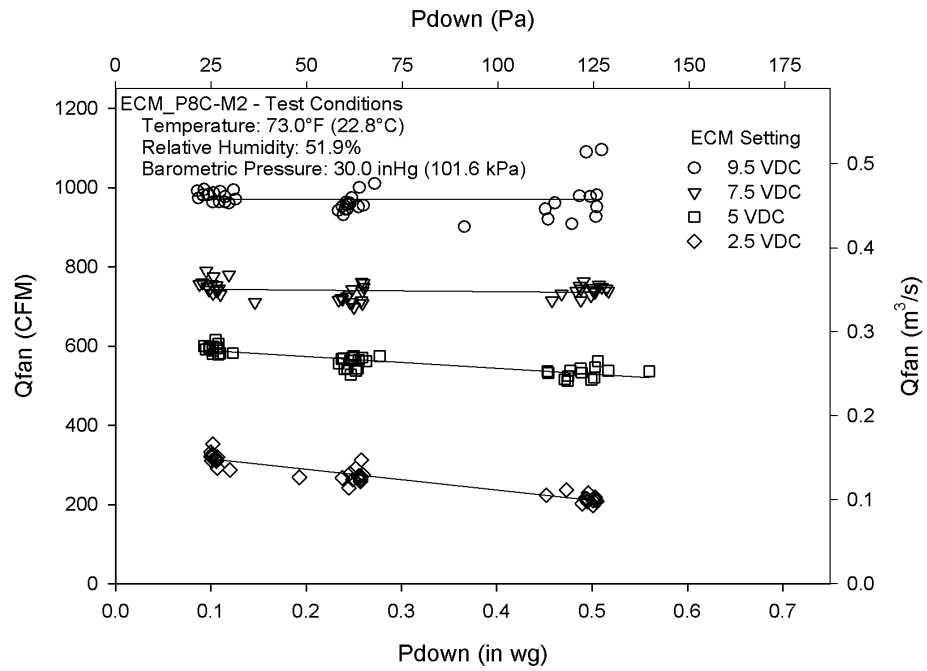 Pdown (Pa)
0 25 50 75 100 125 150 175
ECM_P8C-M2 - Test Conditions
Temperature: 73.0°F (22.8°C)
Relative Humidity: 51.9%
Barometric Pressure: 30.0 inHg (101.6 kPa)
ECM Setting
9.5 VDC
7.5 VDC
5 VDC
2.5 VDC
Qfan (CFM)
1200
1000
800
600
400
200
0
Qfan (m³/s)
0.5
0.4
0.3
0.2
0.1
0.0
0.0 0.1 0.2 0.3 0.4 0.5 0.6 0.7
Pdown (in wg)